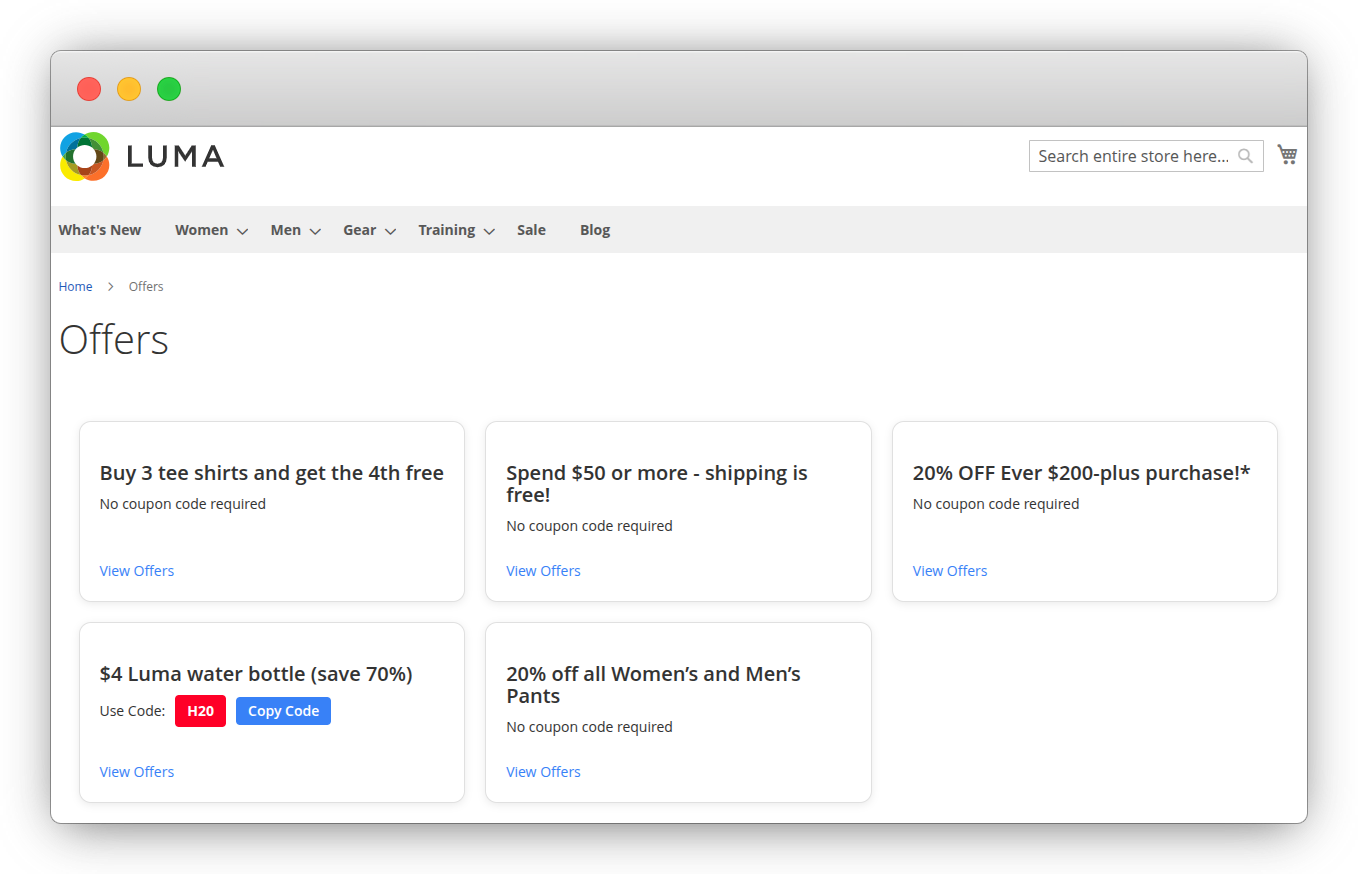 LUMA
Search entire store here...
What's New Women Men Gear Training Sale Blog
Home Offers
Offers
Buy 3 tee shirts and get the 4th free
No coupon code required
View Offers
Spend $50 or more - shipping is
free!
No coupon code required
View Offers
20% OFF Ever $200-plus purchase!*
No coupon code required
View Offers
$4 Luma water bottle (save 70%)
Use Code: H20 Copy Code
View Offers
20% off all Women’s and Men’s
Pants
No coupon code required
View Offers